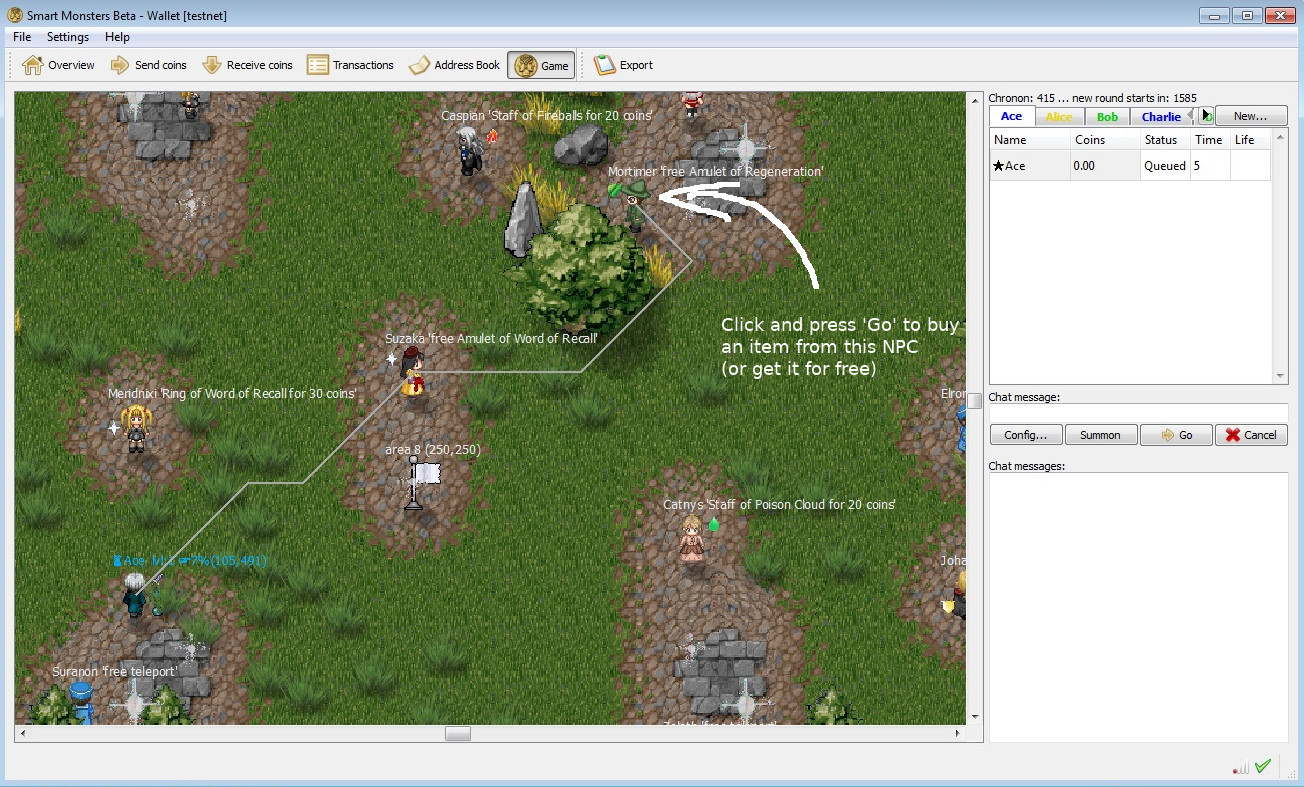 Smart Monsters Beta - Wallet [testnet]
File Settings Help
Overview Send coins Receive coins Transactions Address Book Game Export
Chronon: 415 ... new round starts in: 1585
Ace Alice Bob Charlie New...
Name Coins Status Time Life
Ace 0.00 Queued 5
Caspian 'Staff of Fireballs for 20 coins'
Mortimer 'free Amulet of Regeneration'
Click and press 'Go' to buy
an item from this NPC
(or get it for free)
Suzaka 'free Amulet of Word of Recall'
Mendnixi 'Ring of Word of Recall for 30 coins'
area 8 (250,250)
Catnys 'Staff of Poison Cloud for 20 coins'
7%(105,491)
Suranon 'free teleport'
Chat message:
Config... Summon Go Cancel
Chat messages: